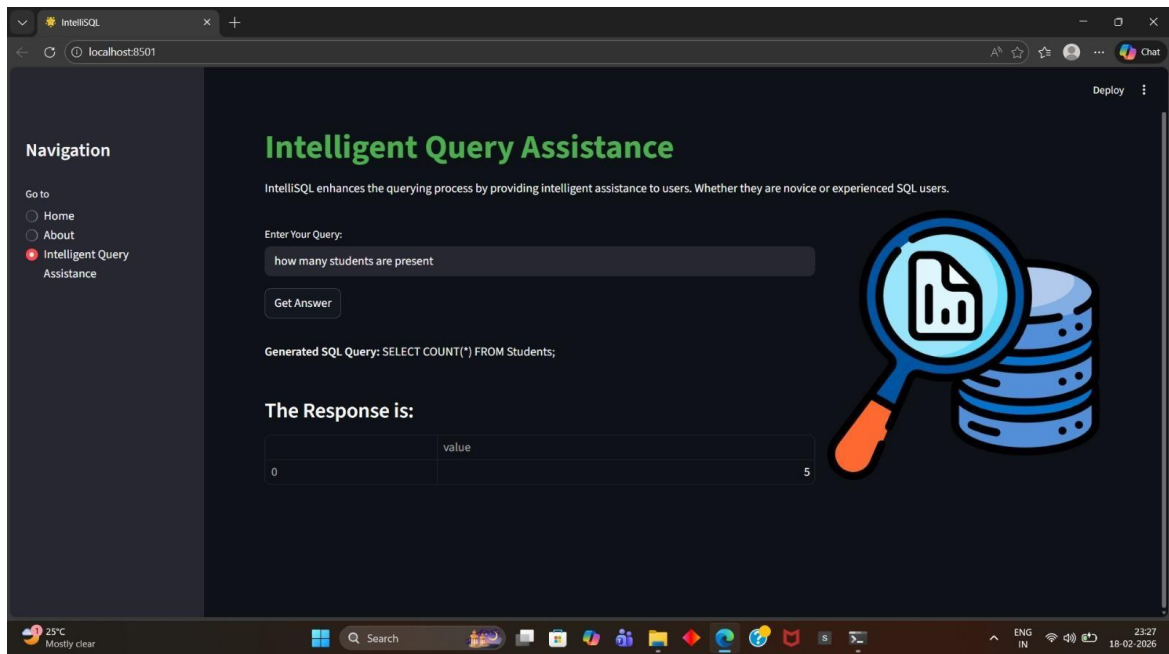 IntelliSQL
localhost:8501
Chat
Deploy
Navigation
Go to
Home
About
Intelligent Query
Assistance
Intelligent Query Assistance
IntelliSQL enhances the querying process by providing intelligent assistance to users. Whether they are novice or experienced SQL users.
Enter Your Query:
how many students are present
Get Answer
Generated SQL Query: SELECT COUNT(*) FROM Students;
The Response is:
value
0 5
1
25°C
Mostly clear
Search
S
ENG
IN
23:27
18-02-2026